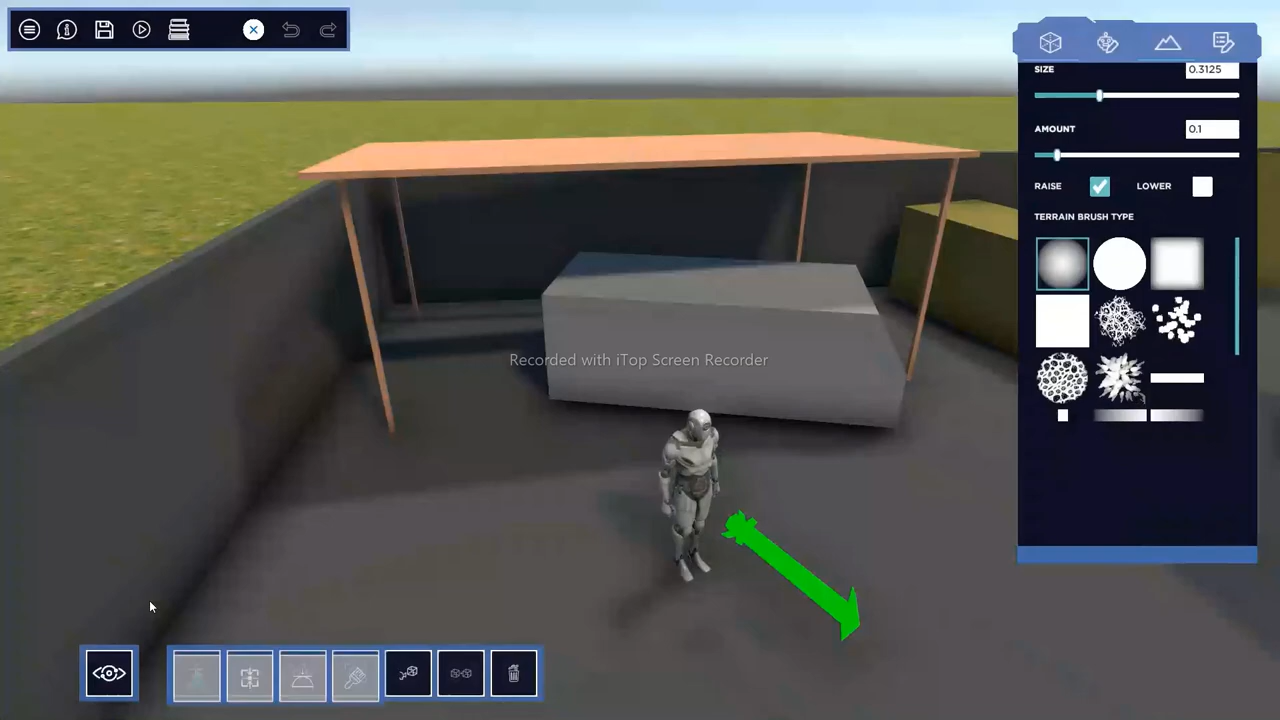 SIZE 0.3125
AMOUNT 0.1
RAISE LOWER
TERRAIN BRUSH TYPE
Recorded with iTop Screen Recorder